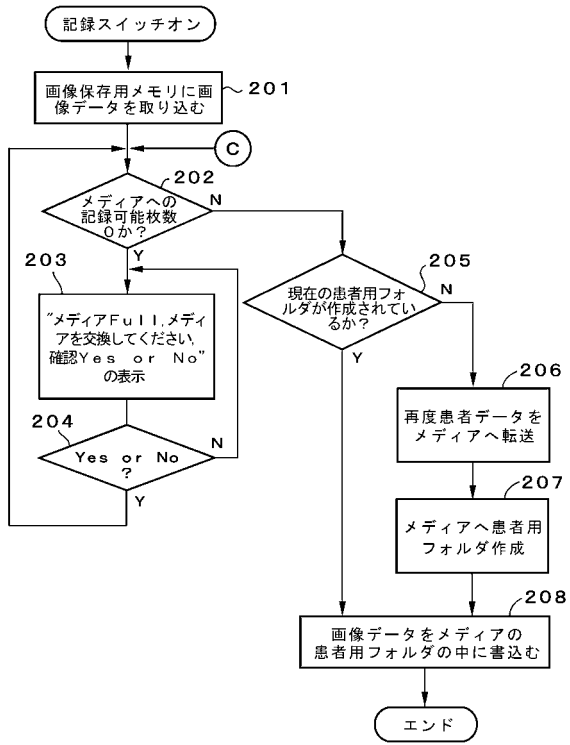 記録スイッチオン
画像保存用メモリに画
像データを取り込む
201
C
202
メディアへの
記録可能枚数
0か？
N
Y
203
"メディアFull,メディ
アを交換してください,
確認Yes or No"
の表示
204
Yes or No
？
N
Y
205
現在の患者用フォ
ルダが作成されてい
るか？
N
Y
206
再度患者データを
メディアへ転送
207
メディアへ患者用
フォルダ作成
208
画像データをメディアの
患者用フォルダの中に書込む
エンド